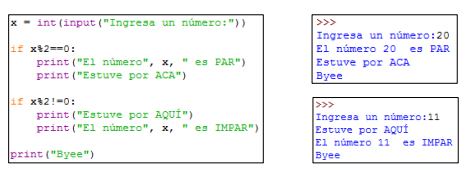 x = int(input("Ingresa un número:"))
if x%2==0:
    print("El número", x, " es PAR")
    print("Estuve por ACA")
if x%2!=0:
    print("Estuve por AQUÍ")
    print("El número", x, " es IMPAR")
print("Byee")
>>>
Ingresa un número:20
El número 20  es PAR
Estuve por ACA
Byee
>>>
Ingresa un número:11
Estuve por AQUÍ
El número 11  es IMPAR
Byee